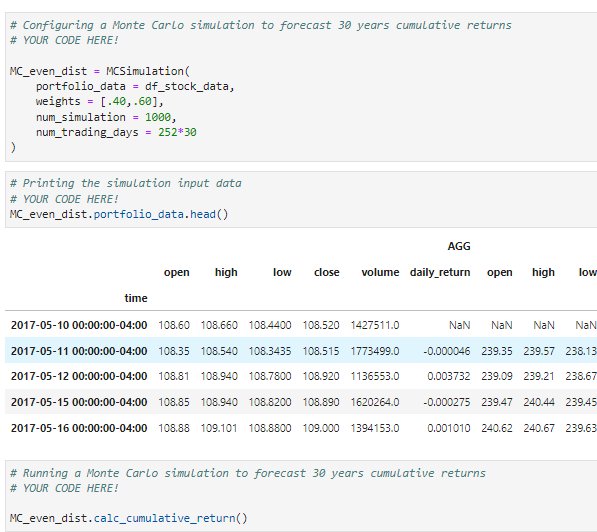 # Configuring a Monte Carlo simulation to forecast 30 years cumulative returns
# YOUR CODE HERE!
MC_even_dist = MCSimulation(
portfolio_data = df_stock_data,
weights = [.40,.60],
num_simulation = 1000,
num_trading_days = 252*30
)
# Printing the simulation input data
# YOUR CODE HERE!
MC_even_dist.portfolio_data.head()
AGG
open high low close volume daily_return open high low
time
2017-05-10 00:00:00-04:00 108.60 108.660 108.4400 108.520 1427511.0 NaN NaN NaN NaN
2017-05-11 00:00:00-04:00 108.35 108.540 108.3435 108.515 1773499.0 -0.000046 239.35 239.57 238.13
2017-05-12 00:00:00-04:00 108.81 108.940 108.7800 108.920 1136553.0 0.003732 239.09 239.21 238.67
2017-05-15 00:00:00-04:00 108.85 108.940 108.8200 108.890 1620264.0 -0.000275 239.47 240.44 239.45
2017-05-16 00:00:00-04:00 108.88 109.101 108.8800 109.000 1394153.0 0.001010 240.62 240.67 239.63
# Running a Monte Carlo simulation to forecast 30 years cumulative returns
# YOUR CODE HERE!
MC_even_dist.calc_cumulative_return()